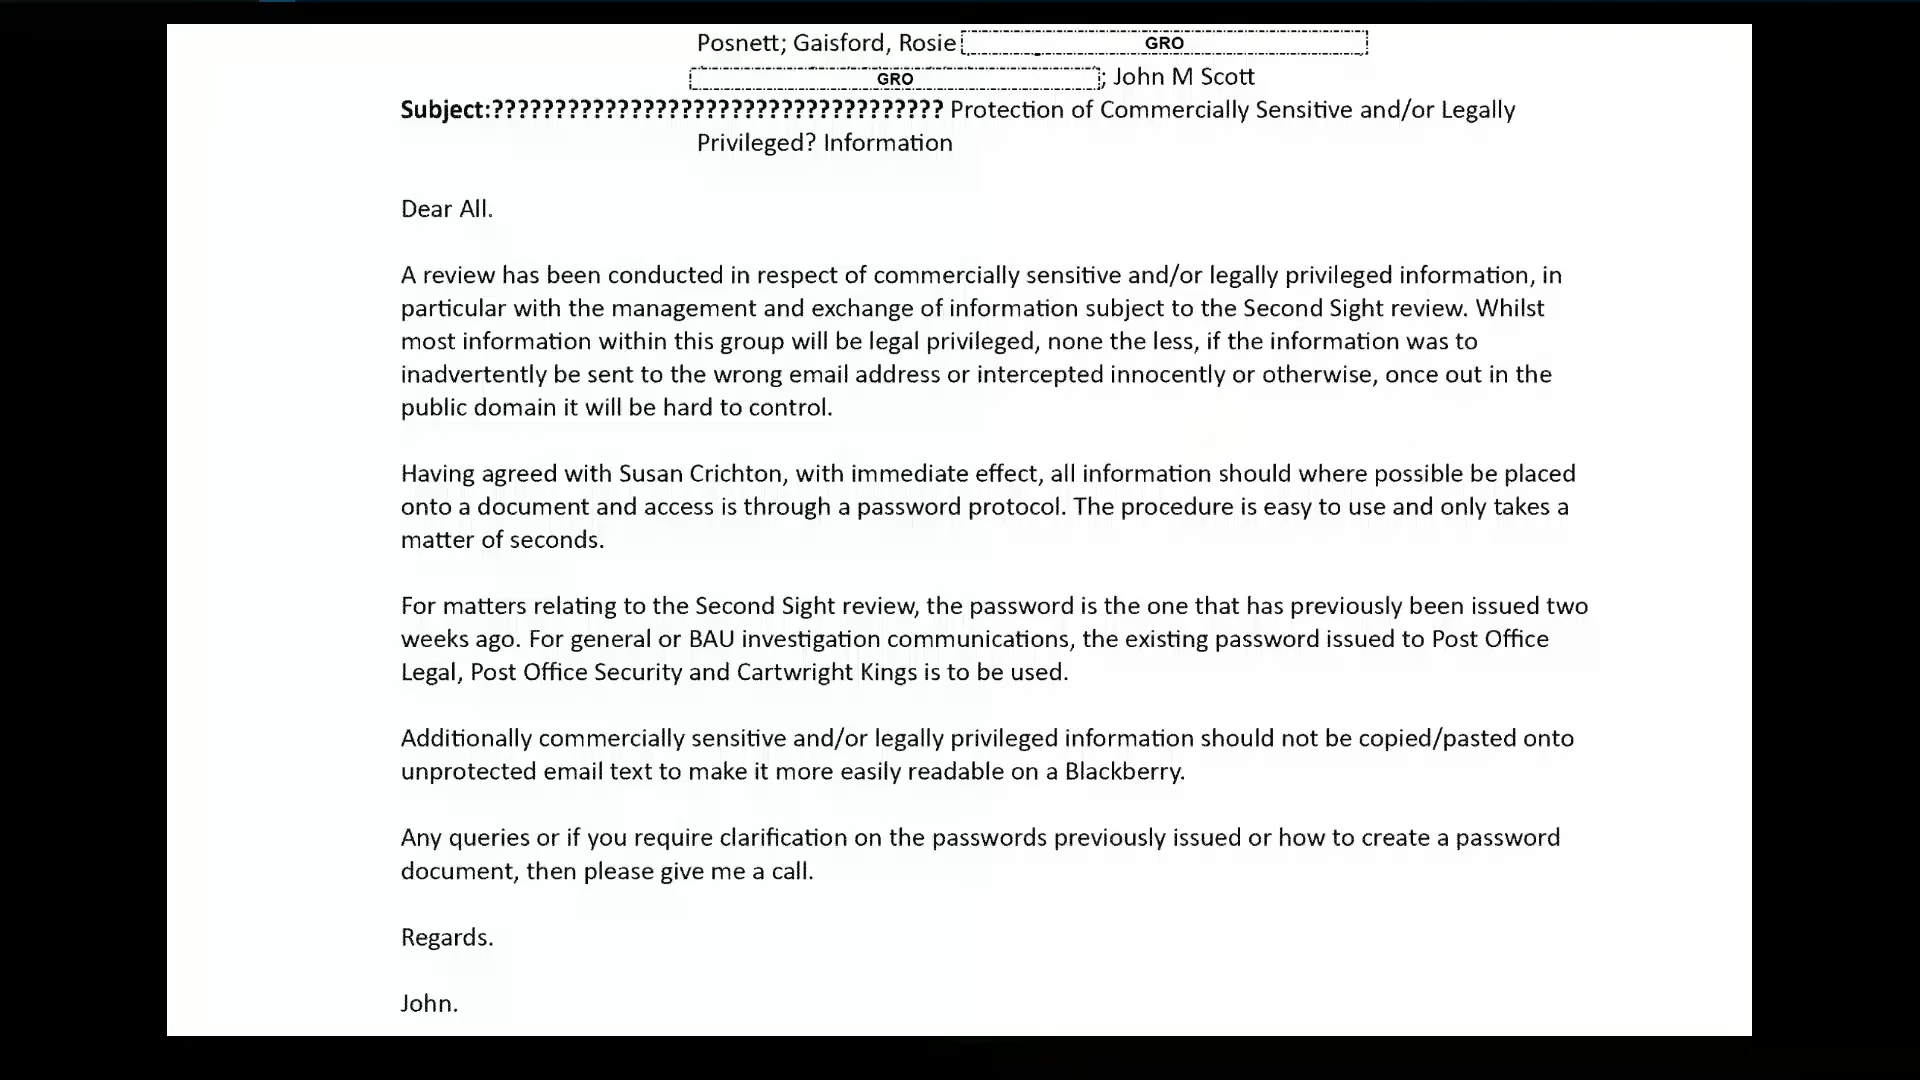 Posnett; Gaisford, Rosie GRO
GRO ; John M Scott
Subject:???????????????????????????????????? Protection of Commercially Sensitive and/or Legally
Privileged? Information
Dear All.
A review has been conducted in respect of commercially sensitive and/or legally privileged information, in
particular with the management and exchange of information subject to the Second Sight review. Whilst
most information within this group will be legal privileged, none the less, if the information was to
inadvertently be sent to the wrong email address or intercepted innocently or otherwise, once out in the
public domain it will be hard to control.
Having agreed with Susan Crichton, with immediate effect, all information should where possible be placed
onto a document and access is through a password protocol. The procedure is easy to use and only takes a
matter of seconds.
For matters relating to the Second Sight review, the password is the one that has previously been issued two
weeks ago. For general or BAU investigation communications, the existing password issued to Post Office
Legal, Post Office Security and Cartwright Kings is to be used.
Additionally commercially sensitive and/or legally privileged information should not be copied/pasted onto
unprotected email text to make it more easily readable on a Blackberry.
Any queries or if you require clarification on the passwords previously issued or how to create a password
document, then please give me a call.
Regards.
John.